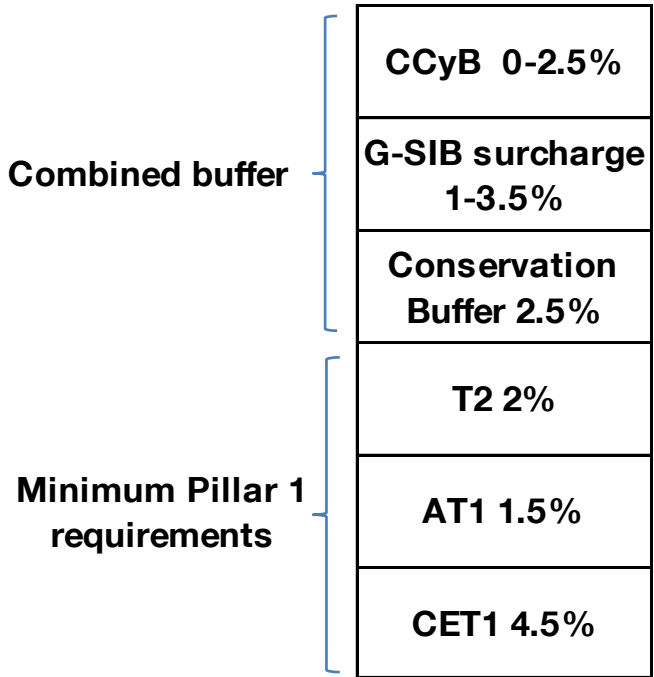 CCyB 0-2.5%
Combined buffer
G-SIB surcharge
1-3.5%
Conservation
Buffer 2.5%
T2 2%
Minimum Pillar 1
requirements
AT1 1.5%
CET1 4.5%